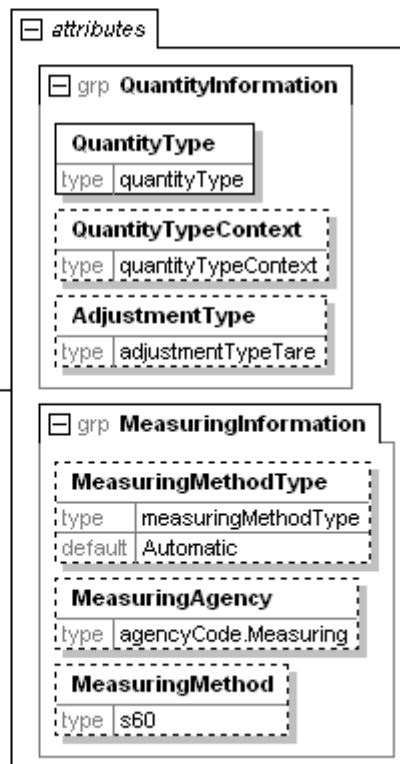 attributes
grp QuantityInformation
QuantityType
type quantityType
QuantityTypeContext
type quantityTypeContext
AdjustmentType
type adjustmentTypeTare
grp MeasuringInformation
MeasuringMethodType
type measuringMethodType
default Automatic
MeasuringAgency
type agencyCode.Measuring
MeasuringMethod
type s60